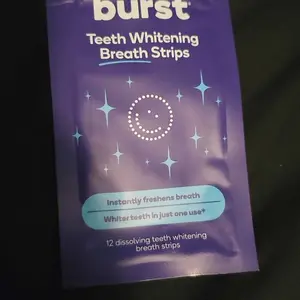 burst
Teeth Whitening
Breath Strips
Instantly freshens breath
Whiter teeth in just one use*
12 dissolving teeth whitening
breath strips